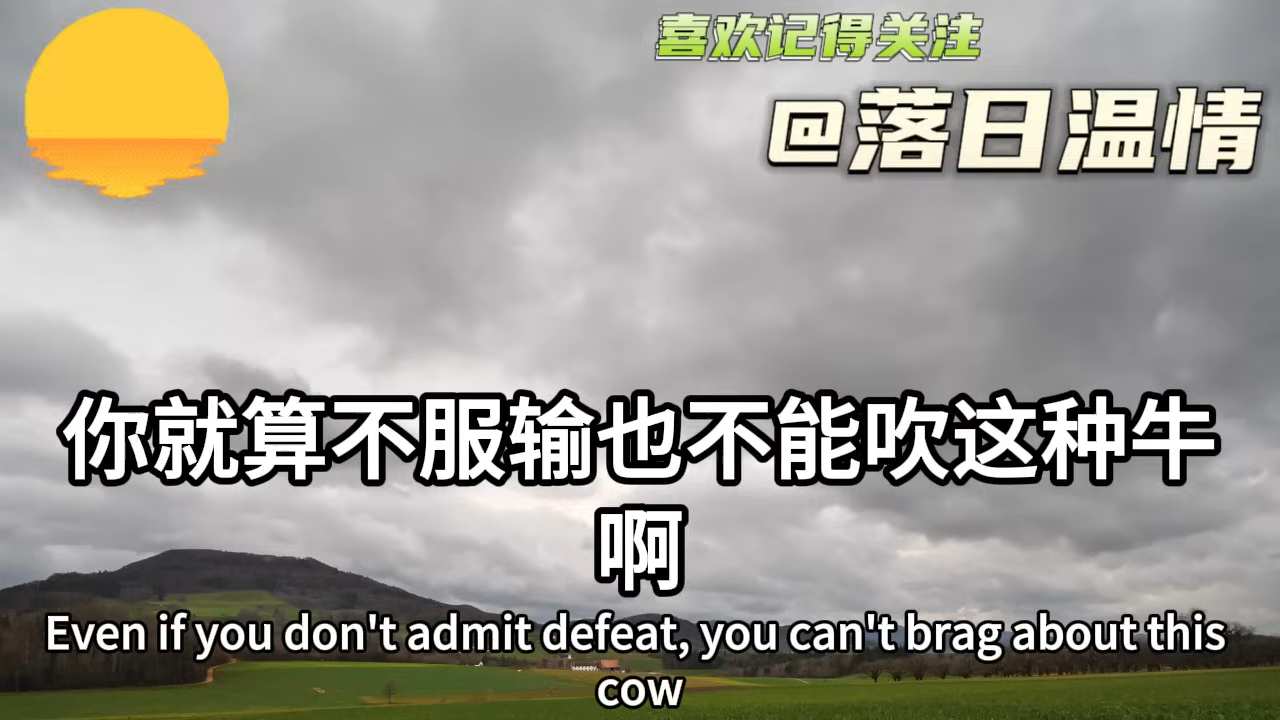 喜欢记得关注
@落日温情
你就算不服输也不能吹这种牛
啊
Even if you don't admit defeat, you can't brag about this
cow